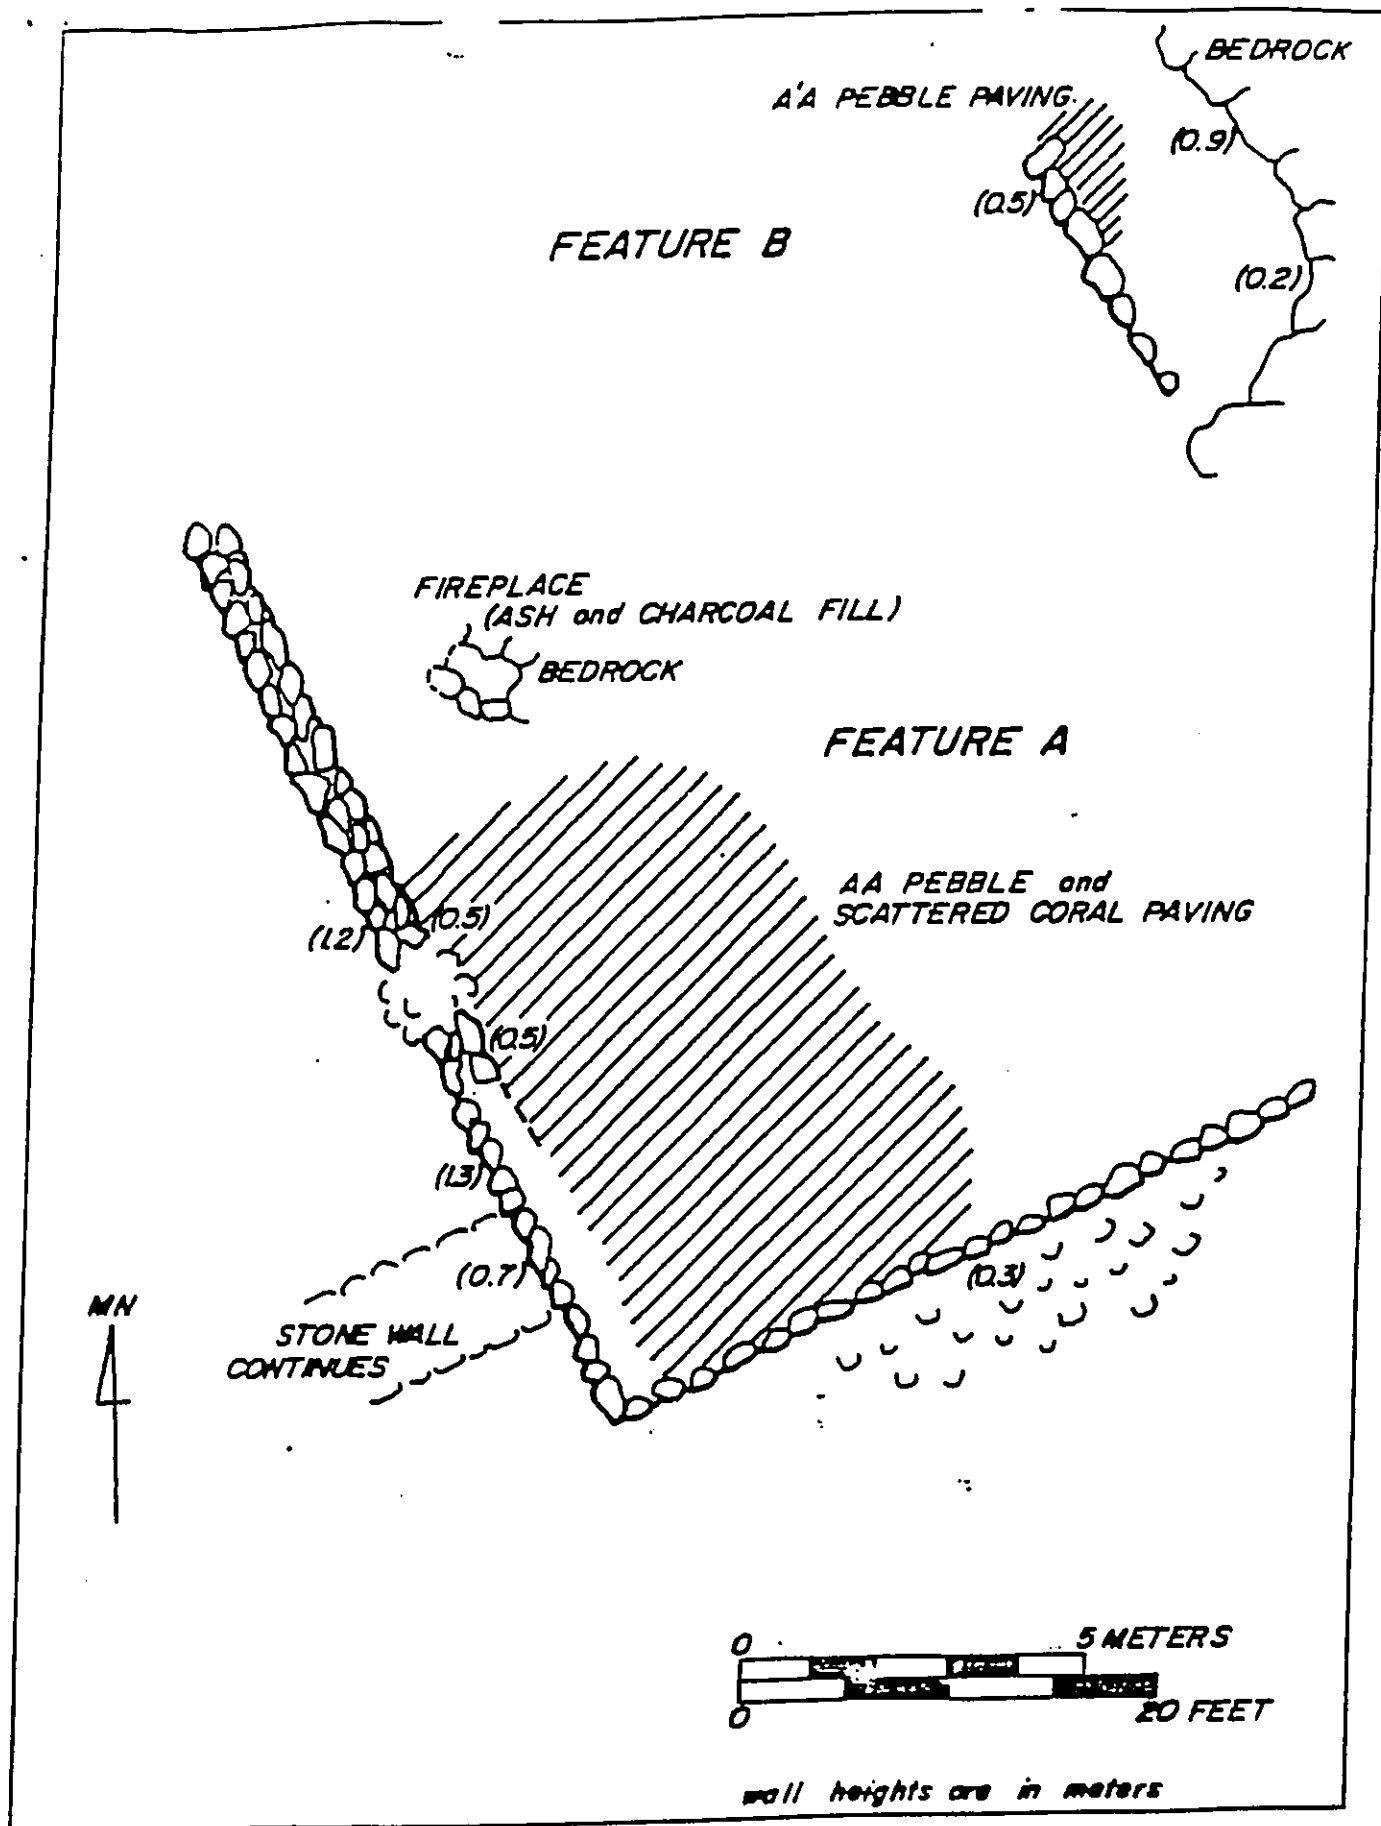 BEDROCK
A'A PEBBLE PAVING
(0.9)
(0.5)
FEATURE B
(0.2)
FIREPLACE
(ASH and CHARCOAL FILL)
BEDROCK
FEATURE A
AA PEBBLE and
SCATTERED CORAL PAVING
(0.5)
(1.2)
(0.5)
(1.3)
(0.7)
(0.3)
MN
STONE WALL
CONTINUES
0 5 METERS
0 20 FEET
wall heights are in meters